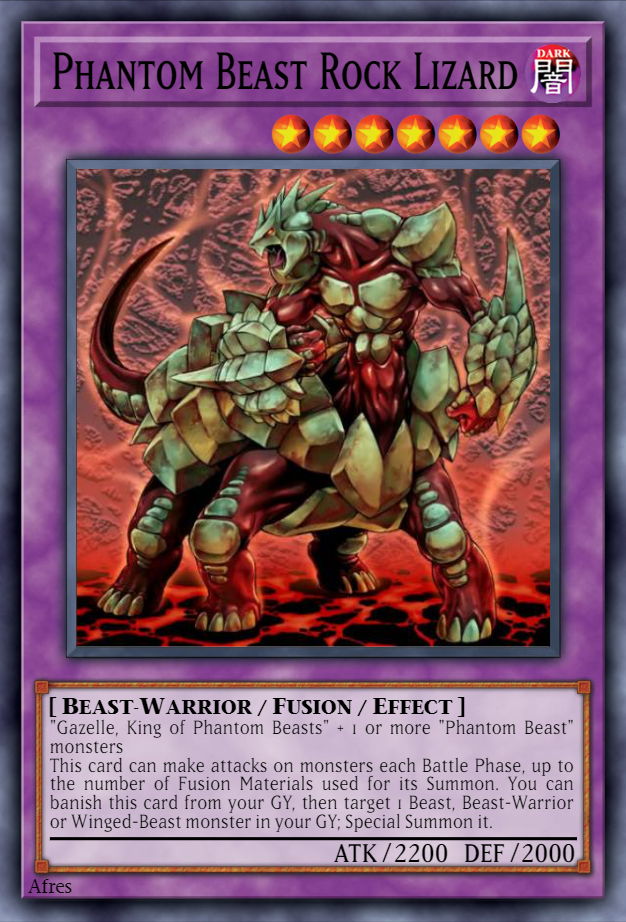 Phantom Beast Rock Lizard
DARK
闇
[ Beast-Warrior / Fusion / Effect ]
"Gazelle, King of Phantom Beasts" + 1 or more "Phantom Beast"
monsters
This card can make attacks on monsters each Battle Phase, up to
the number of Fusion Materials used for its Summon. You can
banish this card from your GY, then target 1 Beast, Beast-Warrior
or Winged-Beast monster in your GY; Special Summon it.
ATK/2200 DEF/2000
Afres